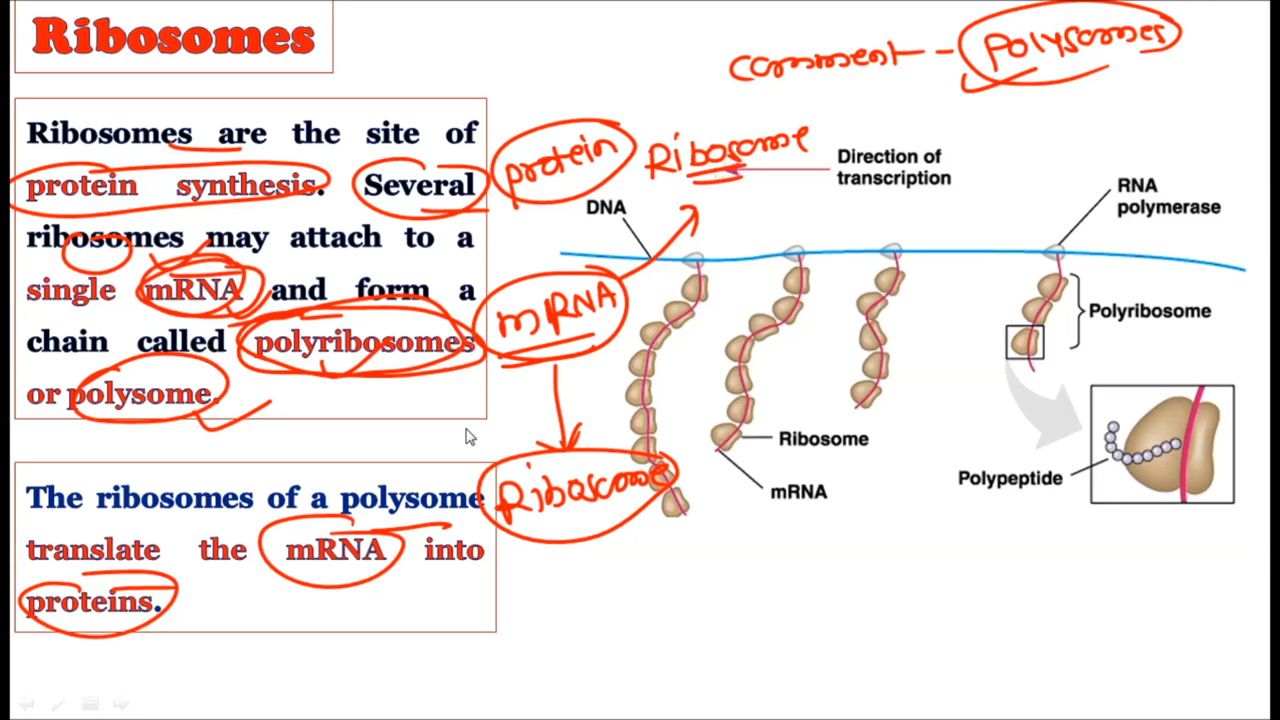 Ribosomes
comment - polysomes
Ribosomes are the site of
protein synthesis. Several
ribosomes may attach to a
single mRNA and form a
chain called polyribosomes
or polysome.
The ribosomes of a polysome
translate the mRNA into
proteins.
protein
Ribosome
mRNA
Ribosome
Direction of
transcription
DNA
RNA
polymerase
Polyribosome
Ribosome
mRNA
Polypeptide